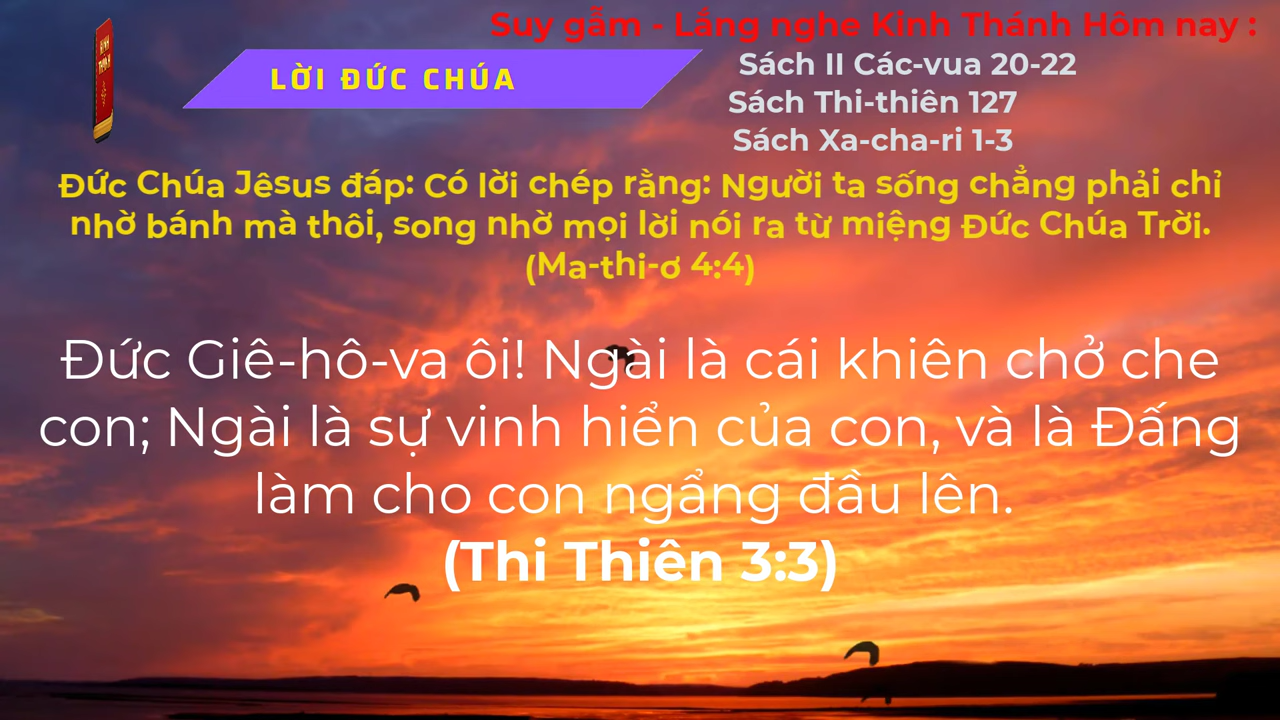 Suy gẫm - Lắng nghe Kinh Thánh Hôm nay :
KINH
THÁNH
LỜI ĐỨC CHÚA
Sách II Các-vua 20-22
Sách Thi-thiên 127
Sách Xa-cha-ri 1-3
Đức Chúa Jêsus đáp: Có lời chép rằng: Người ta sống chẳng phải chỉ
nhờ bánh mà thôi, song nhờ mọi lời nói ra từ miệng Đức Chúa Trời.
(Ma-thi-ơ 4:4)
Đức Giê-hô-va ôi! Ngài là cái khiên chở che
con; Ngài là sự vinh hiển của con, và là Đấng
làm cho con ngẩng đầu lên.
(Thi Thiên 3:3)